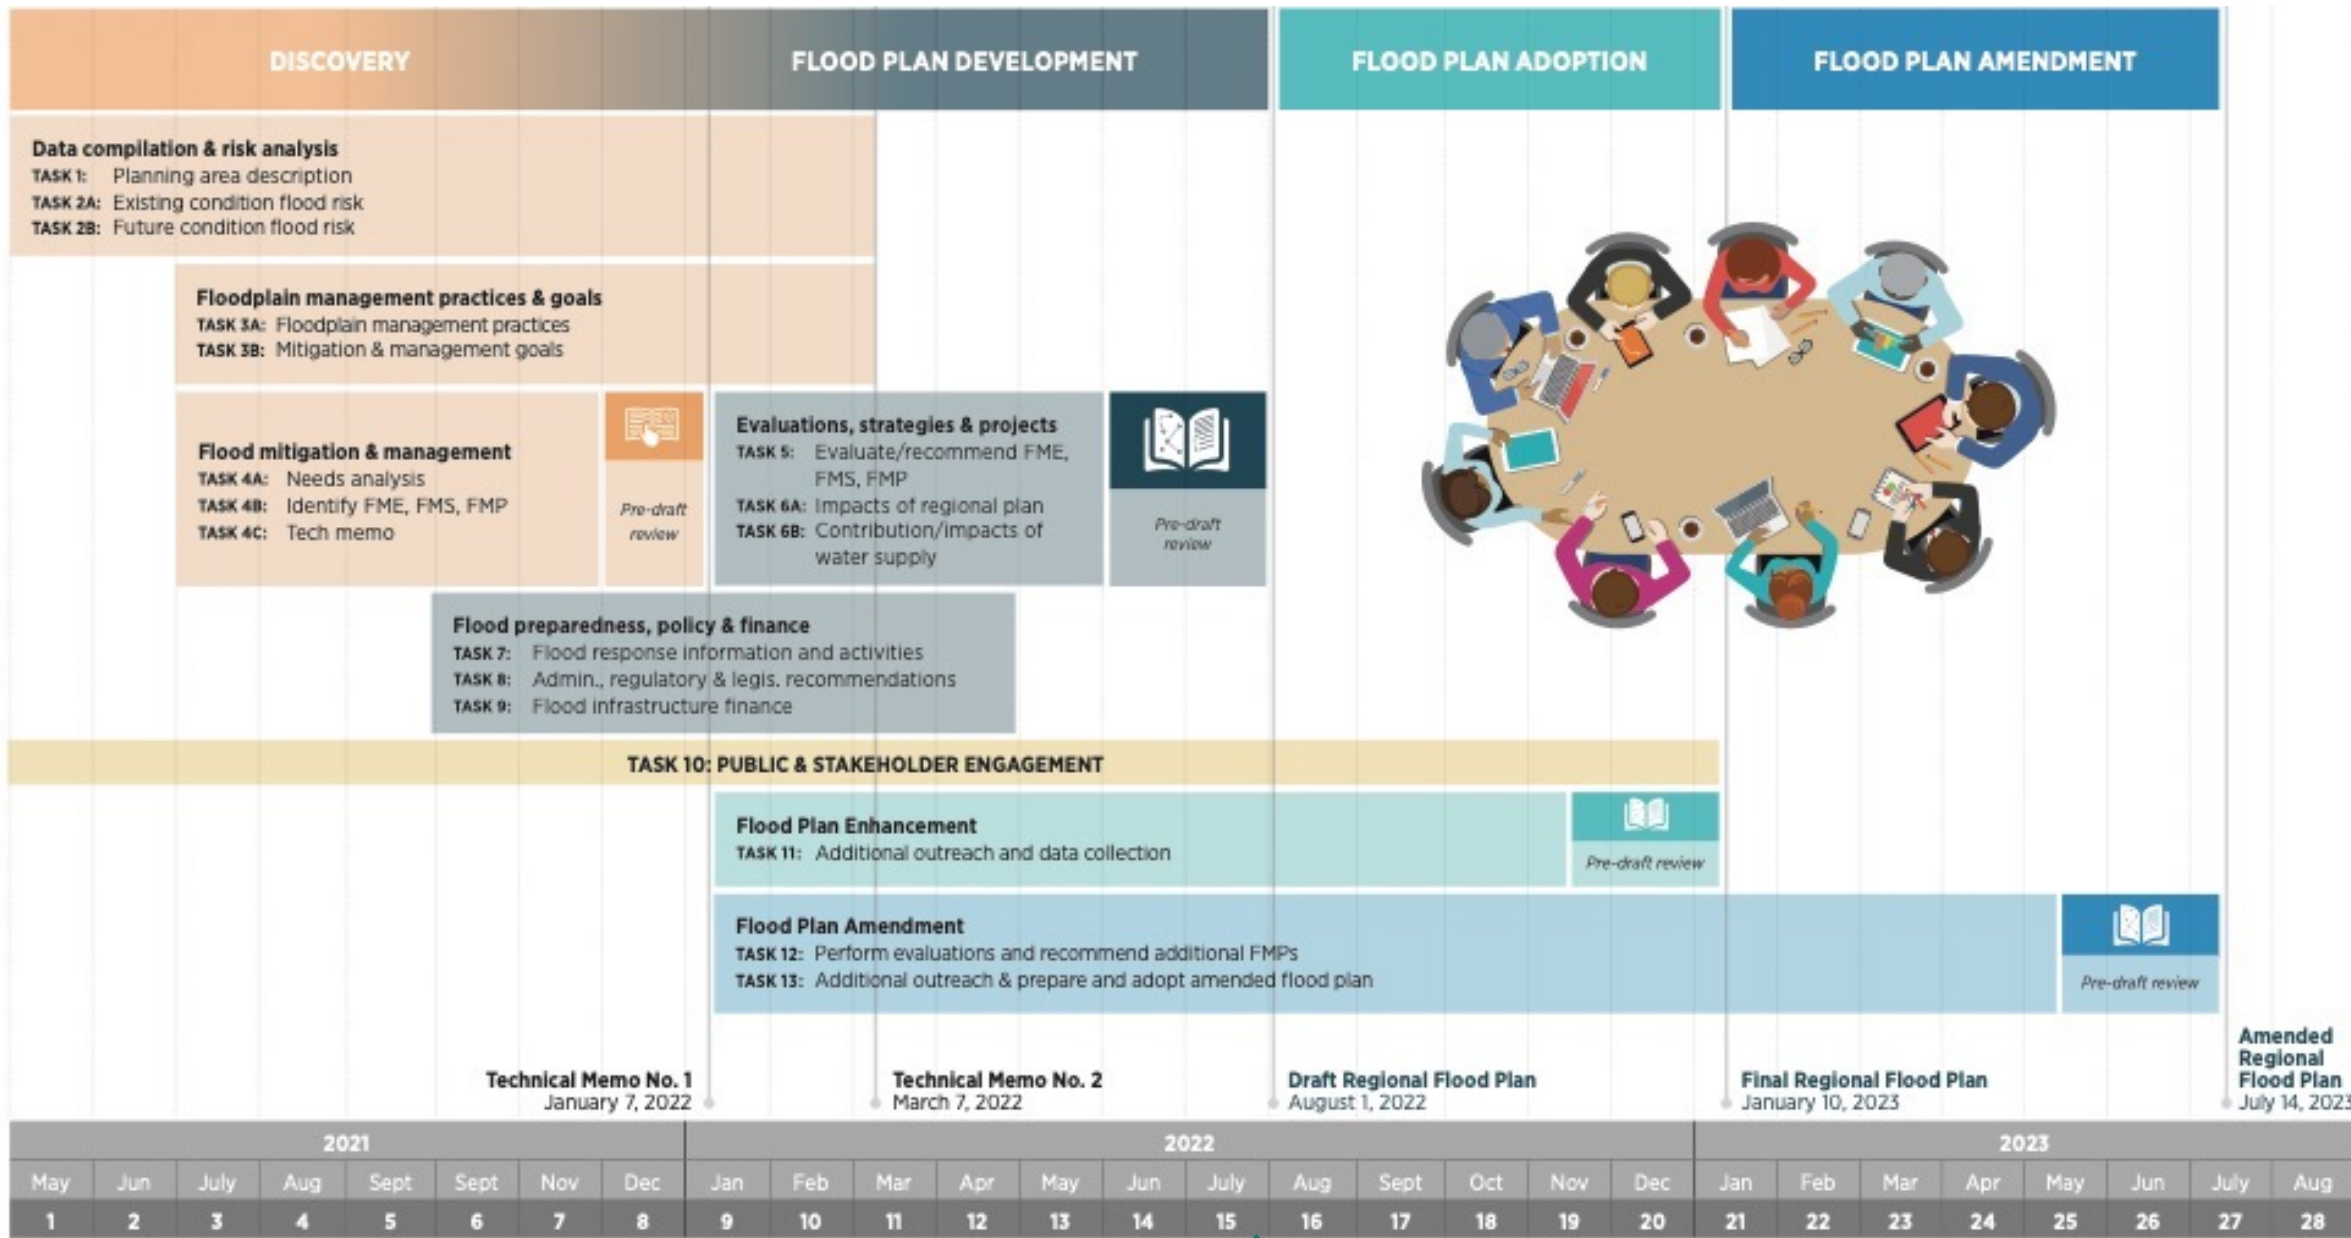 DISCOVERY
FLOOD PLAN DEVELOPMENT
FLOOD PLAN ADOPTION
FLOOD PLAN AMENDMENT
Data compilation & risk analysis
TASK 1: Planning area description
TASK 2A: Existing condition flood risk
TASK 2B: Future condition flood risk
Floodplain management practices & goals
TASK 3A: Floodplain management practices
TASK 3B: Mitigation & management goals
Flood mitigation & management
TASK 4A: Needs analysis
TASK 4B: Identify FME, FMS, FMP
TASK 4C: Tech memo
Pre-draft
review
Evaluations, strategies & projects
TASK 5: Evaluate/recommend FME,
FMS, FMP
TASK 6A: Impacts of regional plan
TASK 6B: Contribution/impacts of
water supply
Pre-draft
review
Flood preparedness, policy & finance
TASK 7: Flood response information and activities
TASK 8: Admin., regulatory & legis. recommendations
TASK 9: Flood infrastructure finance
TASK 10: PUBLIC & STAKEHOLDER ENGAGEMENT
Flood Plan Enhancement
TASK 11: Additional outreach and data collection
Pre-draft review
Flood Plan Amendment
TASK 12: Perform evaluations and recommend additional FMPs
TASK 13: Additional outreach & prepare and adopt amended flood plan
Pre-draft review
Technical Memo No. 1
January 7, 2022
Technical Memo No. 2
March 7, 2022
Draft Regional Flood Plan
August 1, 2022
Final Regional Flood Plan
January 10, 2023
Amended
Regional
Flood Plan
July 14, 2023
2021 2022 2023
May Jun July Aug Sept Sept Nov Dec Jan Feb Mar Apr May Jun July Aug Sept Oct Nov Dec Jan Feb Mar Apr May Jun July Aug
1 2 3 4 5 6 7 8 9 10 11 12 13 14 15 16 17 18 19 20 21 22 23 24 25 26 27 28